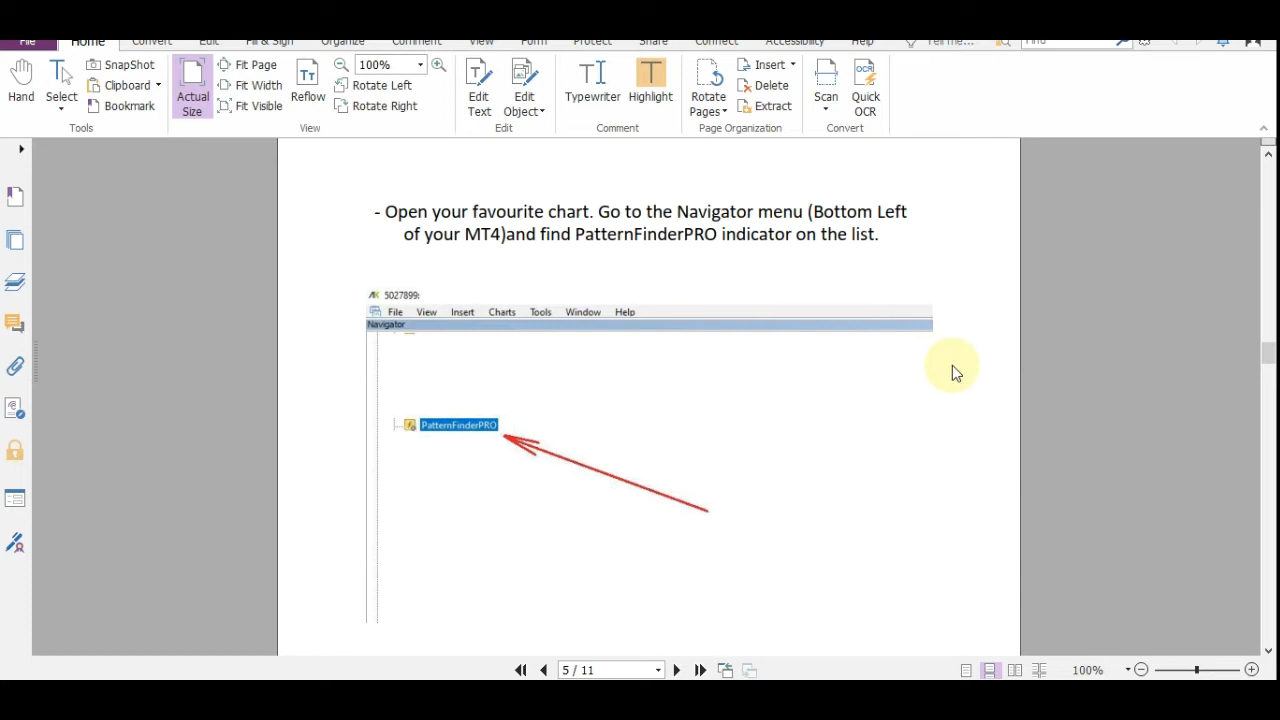 File Home Convert Edit Fill & Sign Organize Comment View Form Protect Share Connect Accessibility Help Tell me... Find
SnapShot Fit Page 100% Insert
Clipboard Fit Width Rotate Left Delete
Bookmark Fit Visible Rotate Right Extract
Hand Select Actual Size Reflow Edit Text Edit Object Typewriter Highlight Rotate Pages Scan Quick OCR
Tools View Edit Comment Page Organization Convert
- Open your favourite chart. Go to the Navigator menu (Bottom Left
of your MT4)and find PatternFinderPRO indicator on the list.
5027899:
File View Insert Charts Tools Window Help
Navigator
PatternFinderPRO
5 / 11 100%